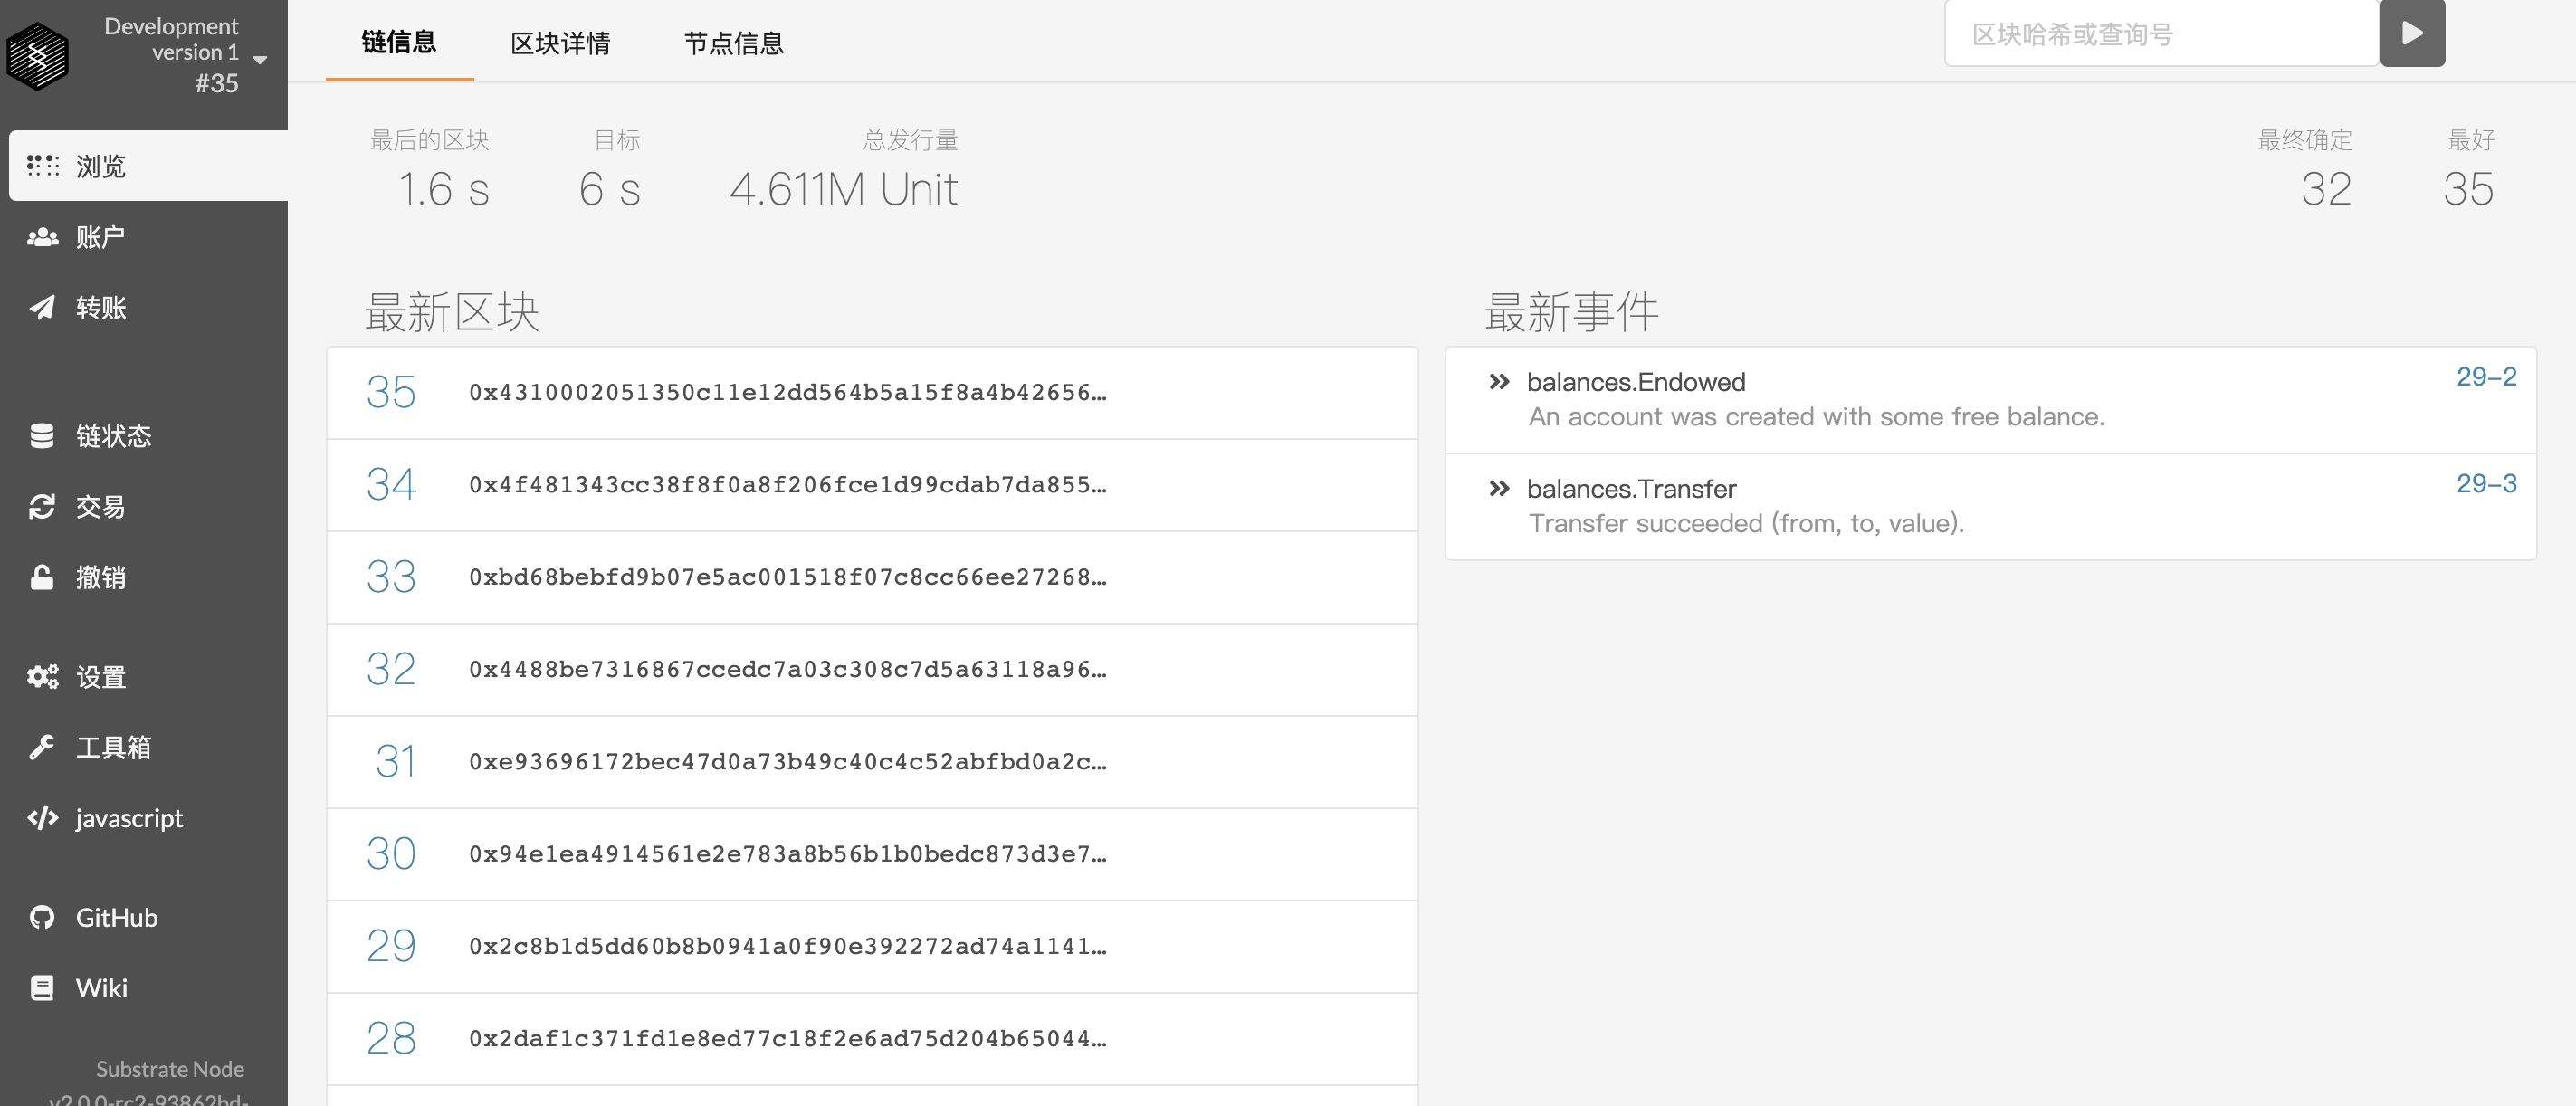 Development
version 1
#35
浏览
账户
转账
链状态
交易
撤销
设置
工具箱
javascript
GitHub
Wiki
Substrate Node
v2.0.0-rc2-93862bd-
链信息 区块详情 节点信息
区块哈希或查询号
最后的区块 目标 总发行量 最终确定 最好
1.6 s 6 s 4.611M Unit 32 35
最新区块
35 0x4310002051350c11e12dd564b5a15f8a4b42656…
34 0x4f481343cc38f8f0a8f206fce1d99cdab7da855…
33 0xbd68bebfd9b07e5ac001518f07c8cc66ee27268…
32 0x4488be7316867ccedc7a03c308c7d5a63118a96…
31 0xe93696172bec47d0a73b49c40c4c52abfbd0a2c…
30 0x94e1ea4914561e2e783a8b56b1b0bedc873d3e7…
29 0x2c8b1d5dd60b8b0941a0f90e392272ad74a1141…
28 0x2daf1c371fd1e8ed77c18f2e6ad75d204b65044…
最新事件
balances.Endowed 29-2
An account was created with some free balance.
balances.Transfer 29-3
Transfer succeeded (from, to, value).